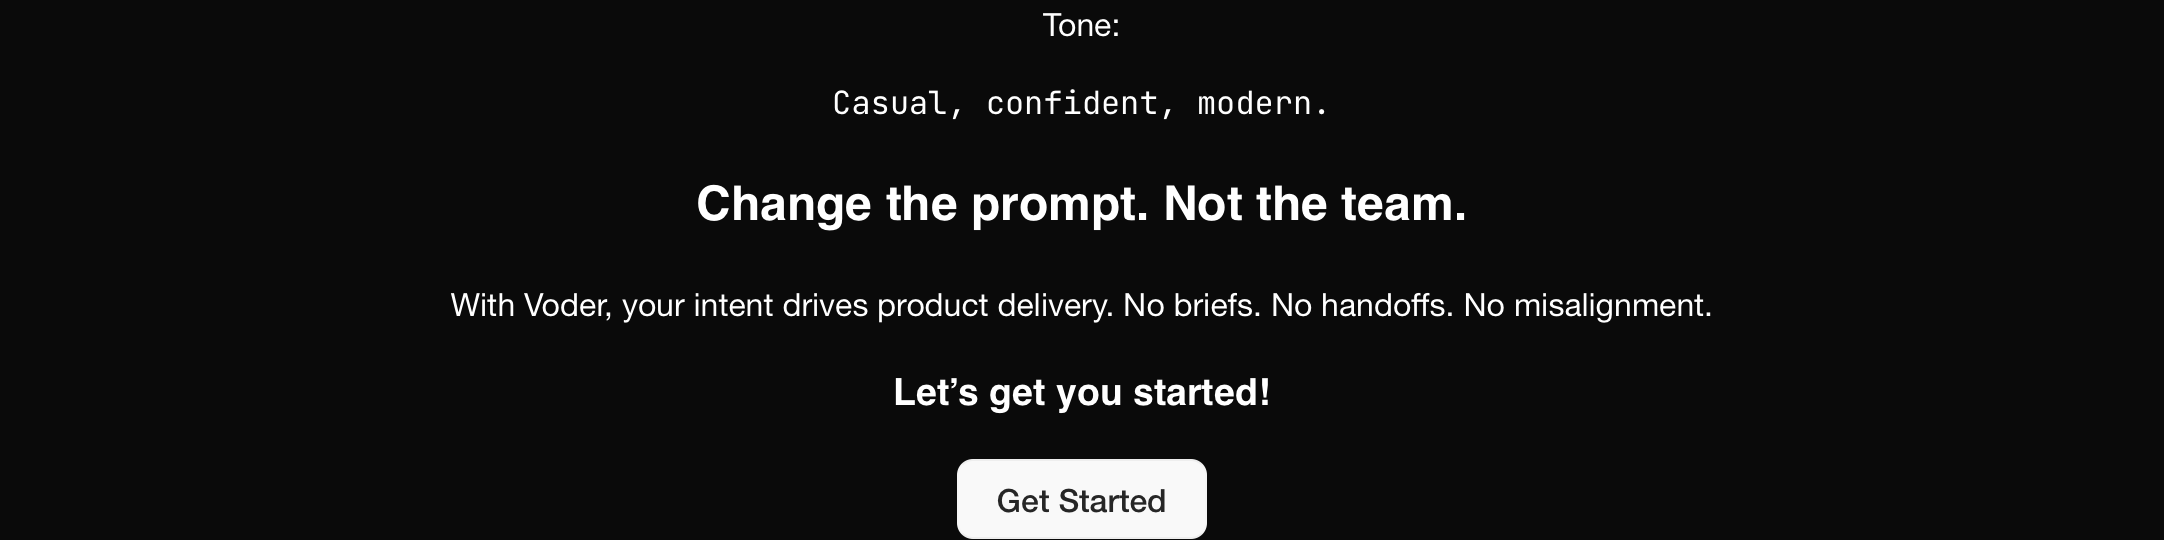 Tone:
Casual, confident, modern.
Change the prompt. Not the team.
With Voder, your intent drives product delivery. No briefs. No handoffs. No misalignment.
Let’s get you started!
Get Started